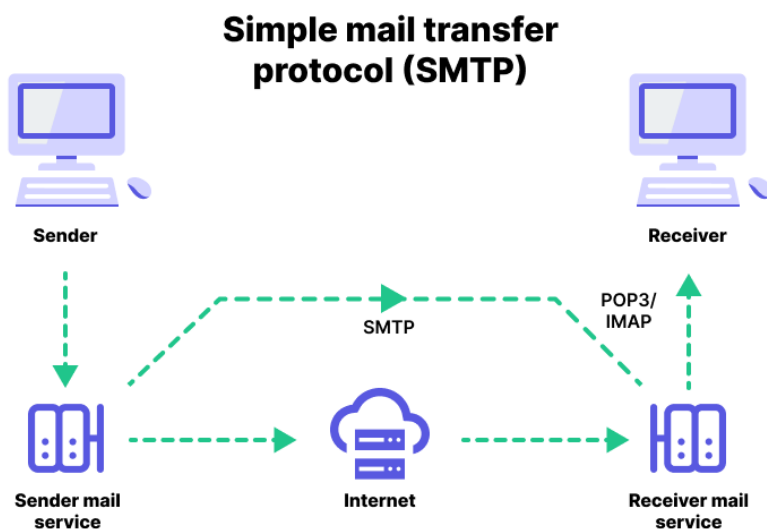 Simple mail transfer
protocol (SMTP)
Sender
Receiver
SMTP
POP3/
IMAP
Sender mail
service
Internet
Receiver mail
service